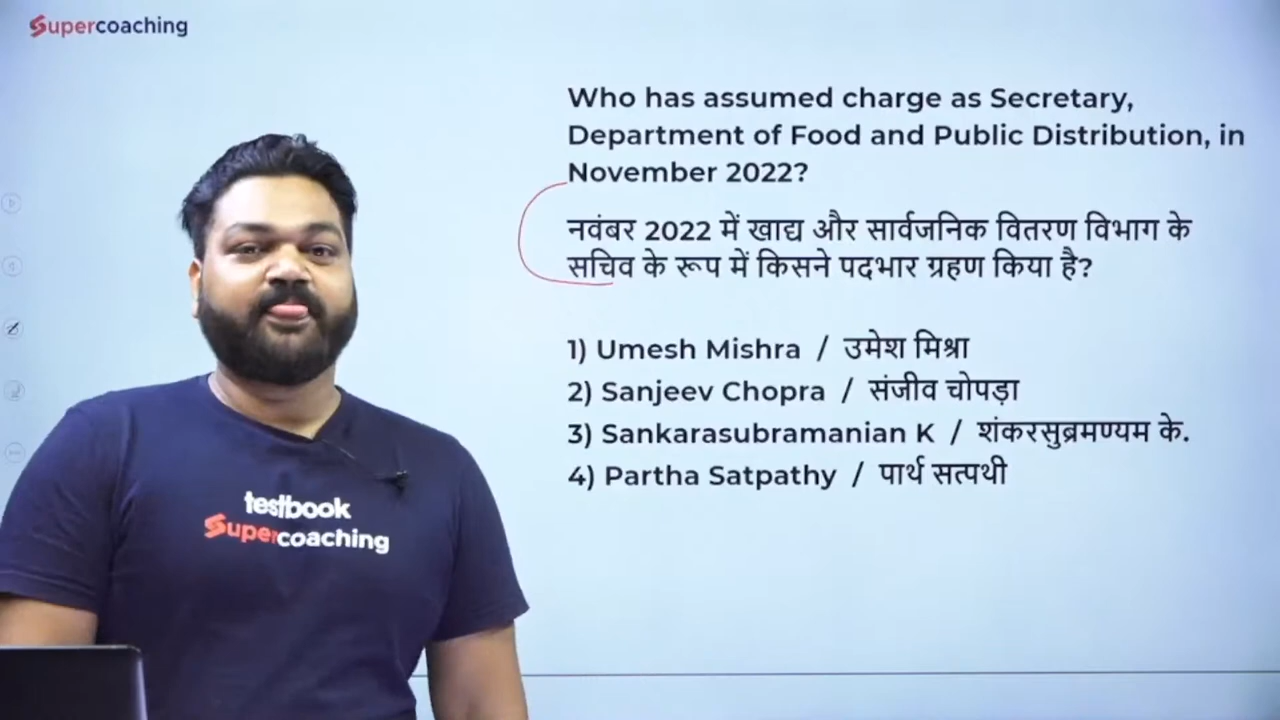 Supercoaching
Who has assumed charge as Secretary,
Department of Food and Public Distribution, in
November 2022?
नवंबर 2022 में खाद्य और सार्वजनिक वितरण विभाग के
सचिव के रूप में किसने पदभार ग्रहण किया है?
1) Umesh Mishra / उमेश मिश्रा
2) Sanjeev Chopra / संजीव चोपड़ा
3) Sankarasubramanian K / शंकरसुब्रमण्यम के.
4) Partha Satpathy / पार्थ सत्पथी
testbook
Supercoaching